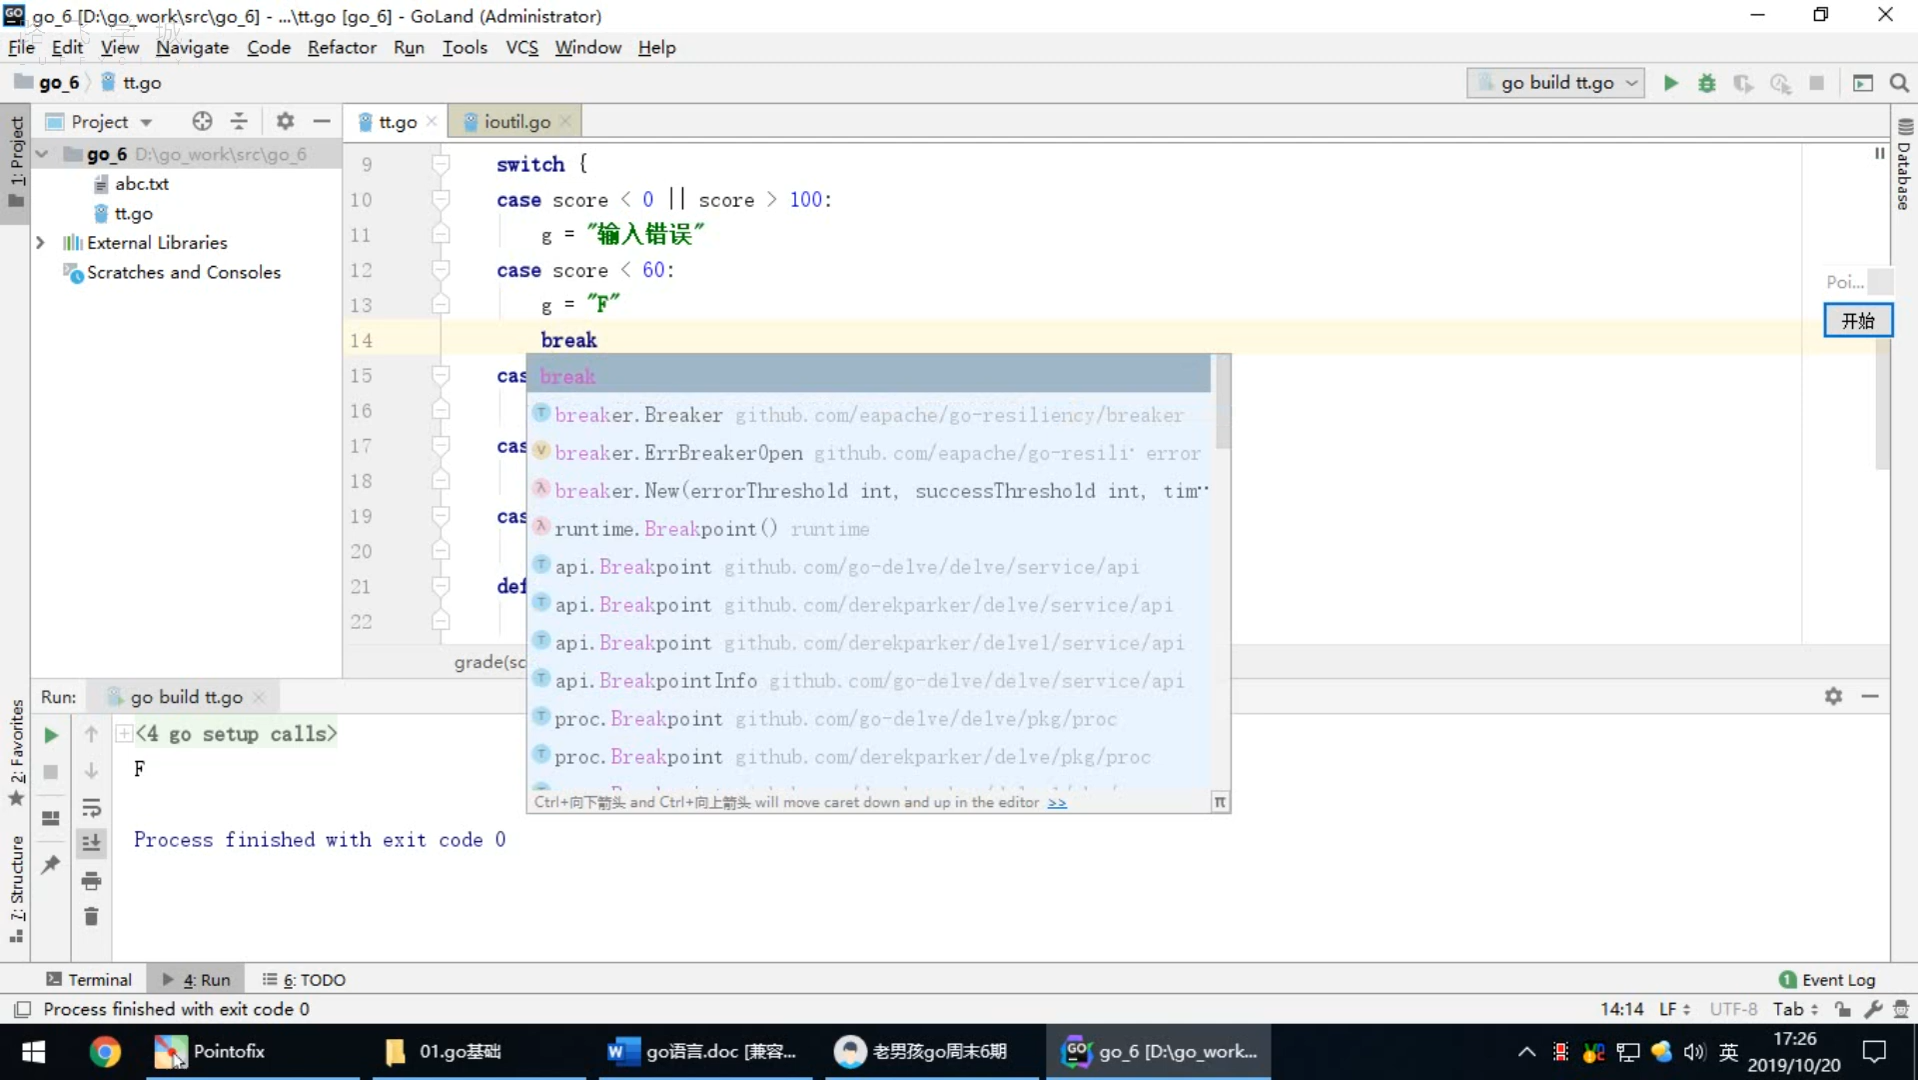 go_6 [D:\go_work\src\go_6] - ...\tt.go [go_6] - GoLand (Administrator)
File Edit View Navigate Code Refactor Run Tools VCS Window Help
go_6 tt.go go build tt.go
Project tt.go ioutil.go
1: Project
Database
go_6 D:\go_work\src\go_6
abc.txt
tt.go
External Libraries
Scratches and Consoles
9 switch {
10 case score < 0 || score > 100:
11 g = "输入错误"
12 case score < 60:
13 g = "F"
14 break
15 cas
16
17 cas
18
19 cas
20
21 def
22
Poi...
开始
break
breaker.Breaker github.com/eapache/go-resiliency/breaker
breaker.ErrBreakerOpen github.com/eapache/go-resili· error
breaker.New(errorThreshold int, successThreshold int, tim··
runtime.Breakpoint() runtime
api.Breakpoint github.com/go-delve/delve/service/api
api.Breakpoint github.com/derekparker/delve/service/api
api.Breakpoint github.com/derekparker/delve1/service/api
api.BreakpointInfo github.com/go-delve/delve/service/api
proc.Breakpoint github.com/go-delve/delve/pkg/proc
proc.Breakpoint github.com/derekparker/delve/pkg/proc
Ctrl+向下箭头 and Ctrl+向上箭头 will move caret down and up in the editor >>
π
grade(sc
Run: go build tt.go
2: Favorites
7: Structure
<4 go setup calls>
F
Process finished with exit code 0
Terminal 4: Run 6: TODO 1 Event Log
Process finished with exit code 0 14:14 LF UTF-8 Tab
Pointofix 01.go基础 go语言.doc [兼容... 老男孩go周末6期 go_6 [D:\go_work... 英 17:26
2019/10/20